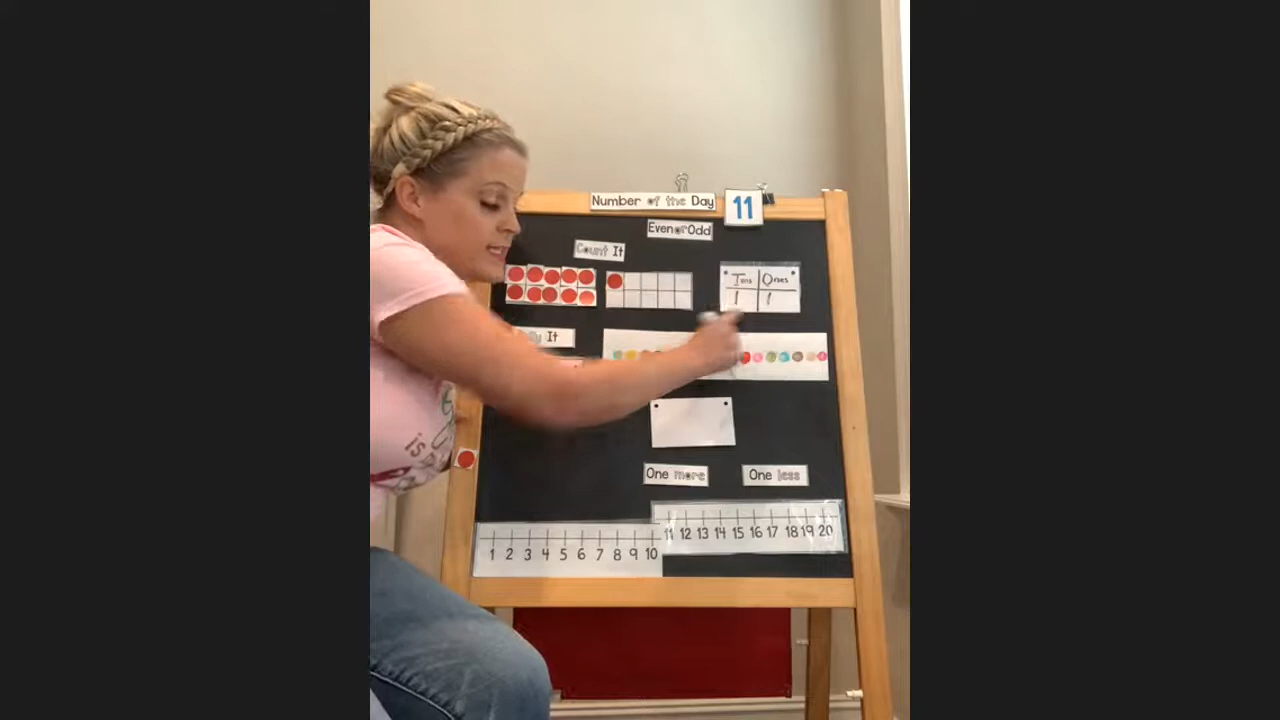 Number of the Day
11
Even or Odd
Count It
Tens Ones
1 1
It
is
One more
One less
11 12 13 14 15 16 17 18 19 20
1 2 3 4 5 6 7 8 9 10